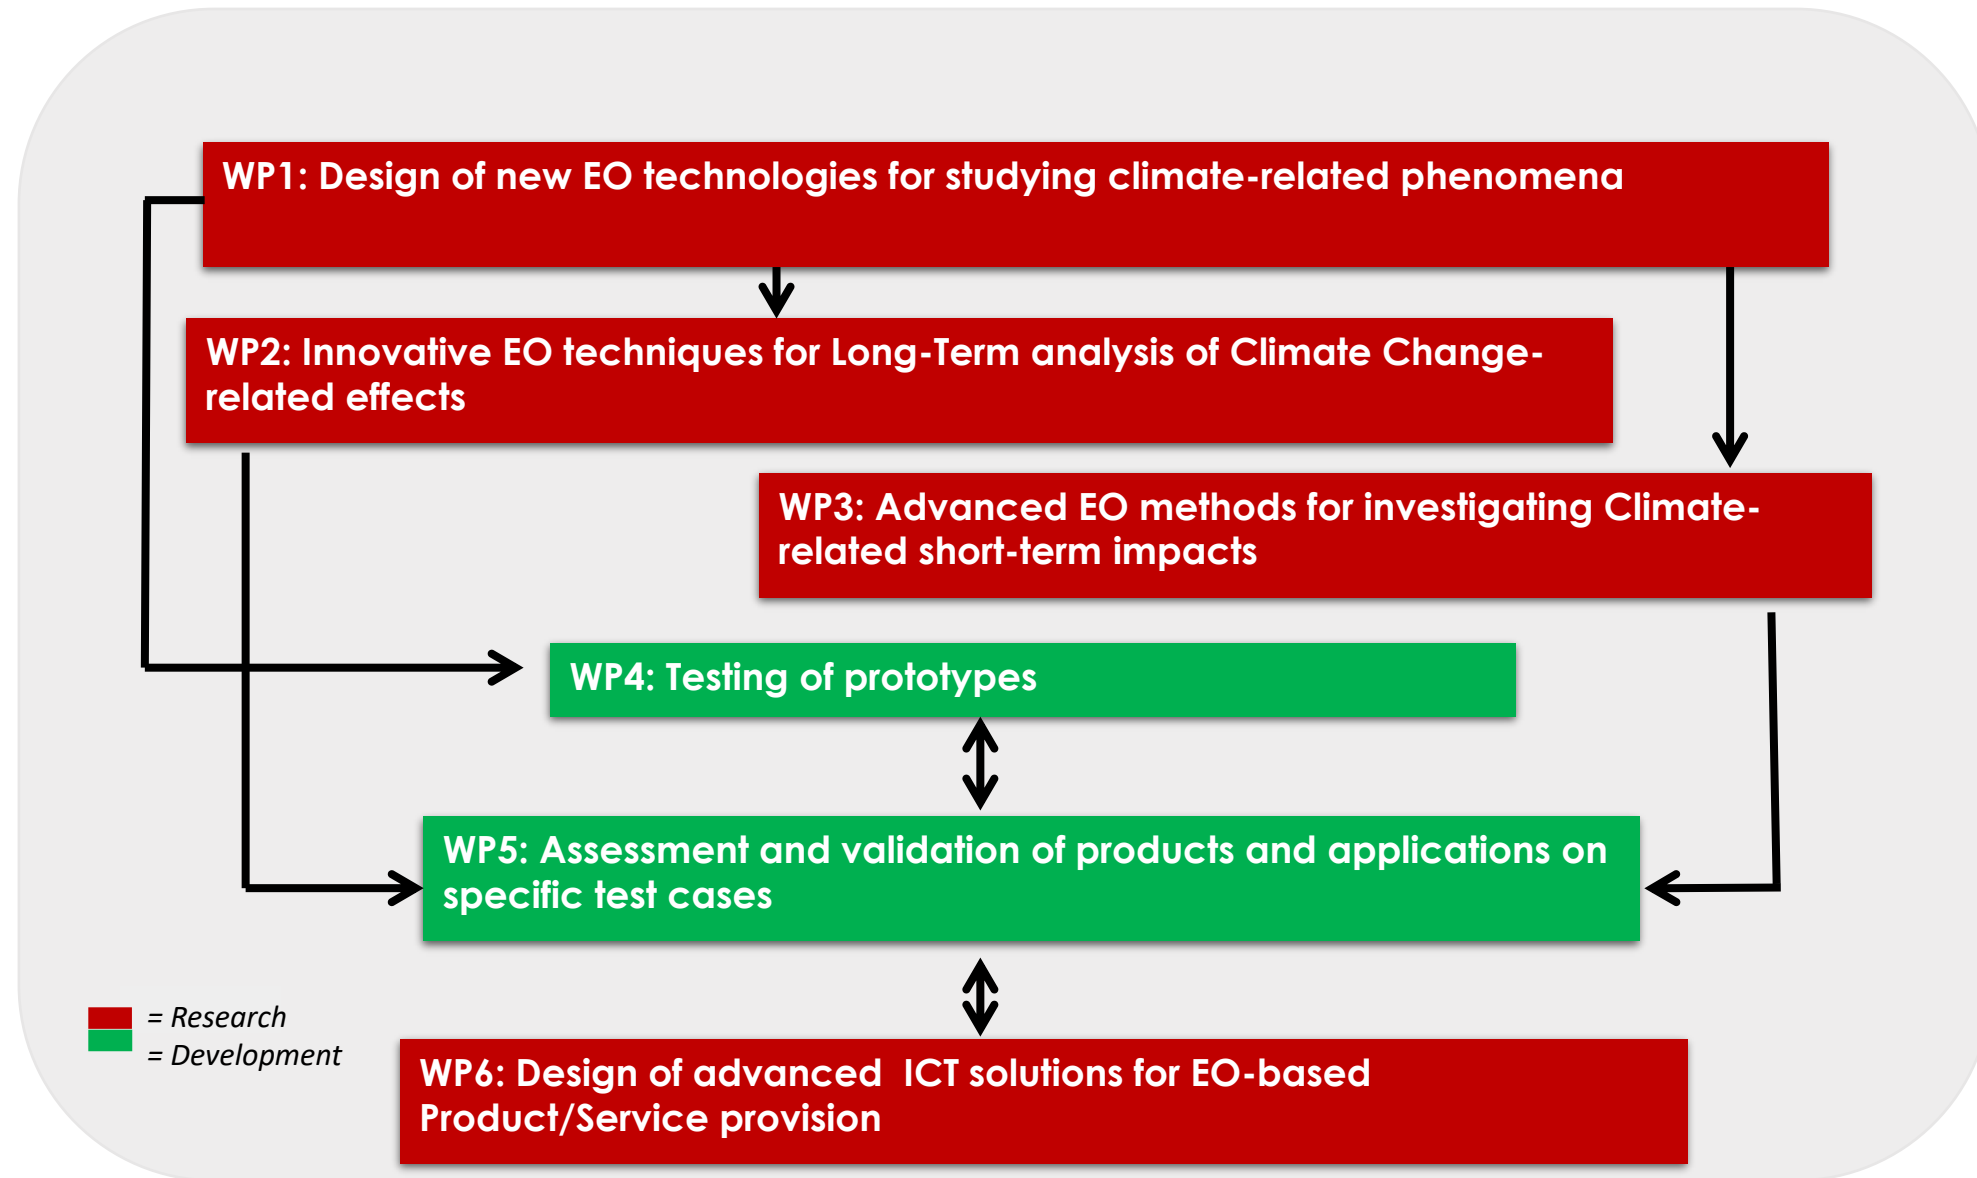 WP1: Design of new EO technologies for studying climate-related phenomena
WP2: Innovative EO techniques for Long-Term analysis of Climate Change-
related effects
WP3: Advanced EO methods for investigating Climate-
related short-term impacts
WP4: Testing of prototypes
WP5: Assessment and validation of products and applications on
specific test cases
= Research
= Development
WP6: Design of advanced  ICT solutions for EO-based
Product/Service provision